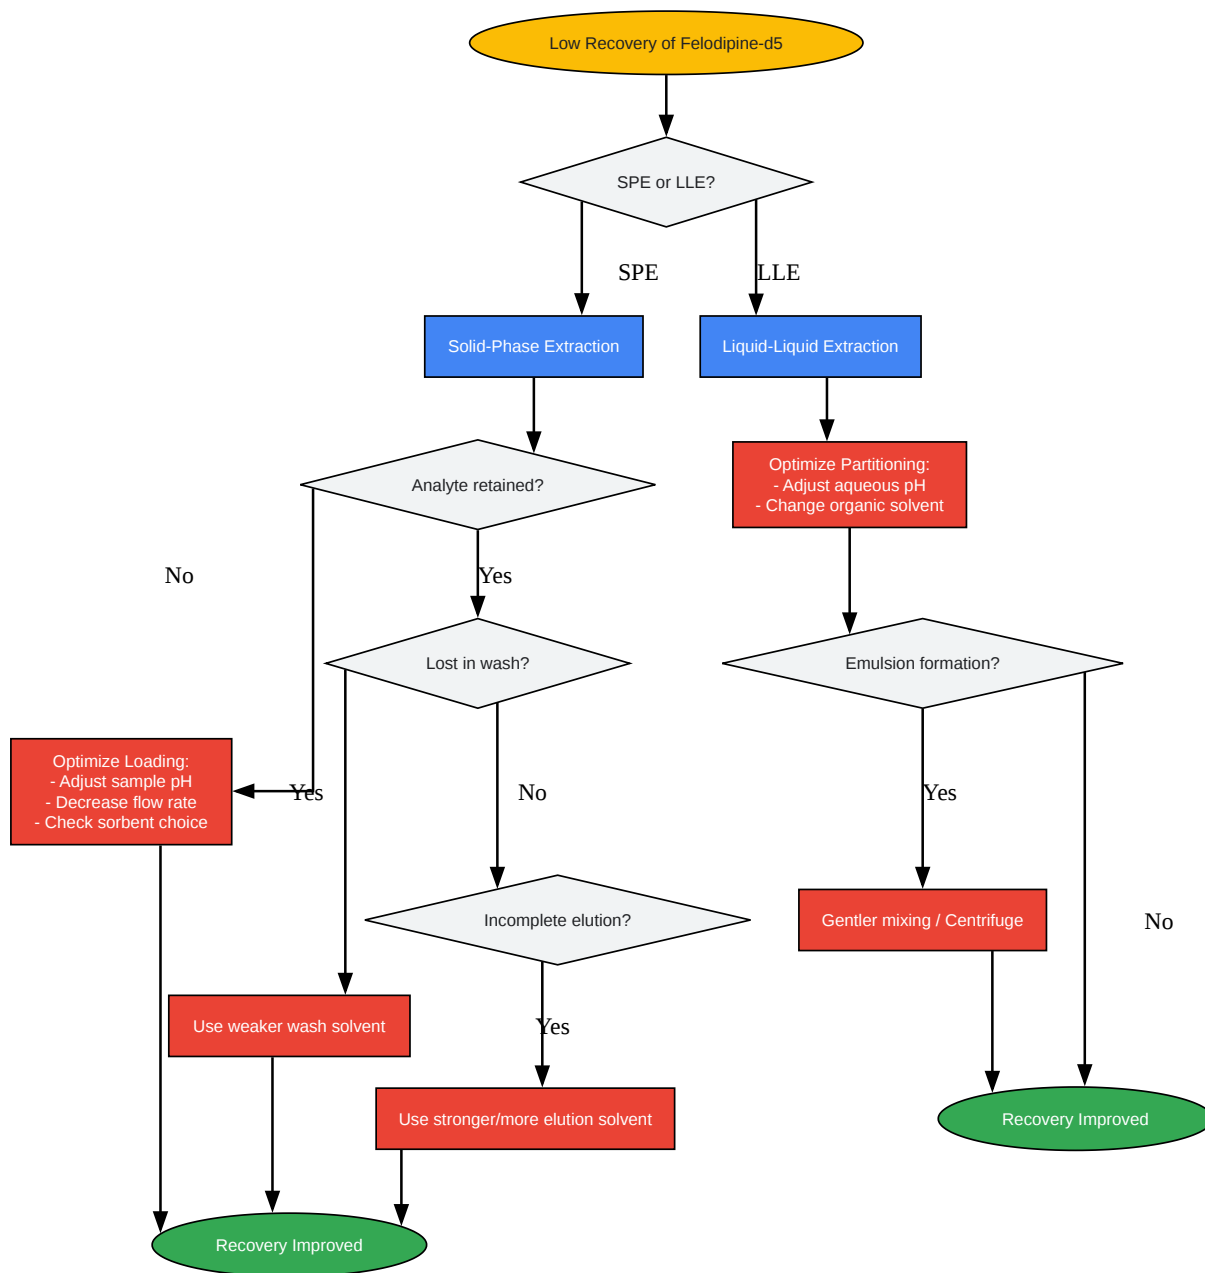 Low Recovery of Felodipine-d5
SPE or LLE?
SPE
LLE
Solid-Phase Extraction
Liquid-Liquid Extraction
Analyte retained?
Optimize Partitioning:
- Adjust aqueous pH
- Change organic solvent
No
Yes
Lost in wash?
Emulsion formation?
Optimize Loading:
- Adjust sample pH
- Decrease flow rate
- Check sorbent choice
Yes
No
Yes
Incomplete elution?
Gentler mixing / Centrifuge
No
Use weaker wash solvent
Yes
Use stronger/more elution solvent
Recovery Improved
Recovery Improved